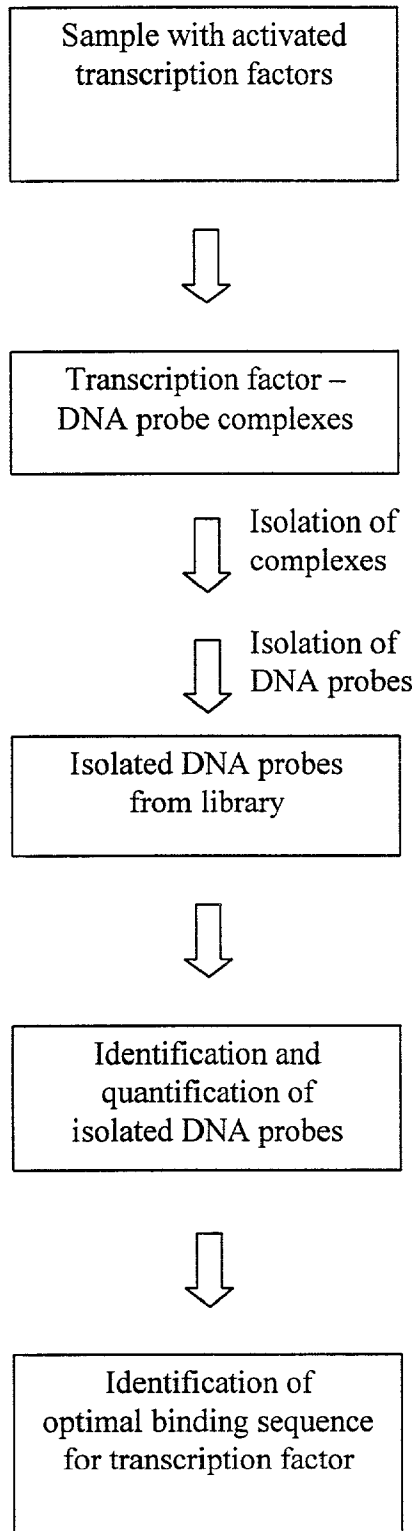 Sample with activated
transcription factors
Transcription factor –
DNA probe complexes
Isolation of
complexes
Isolation of
DNA probes
Isolated DNA probes
from library
Identification and
quantification of
isolated DNA probes
Identification of
optimal binding sequence
for transcription factor